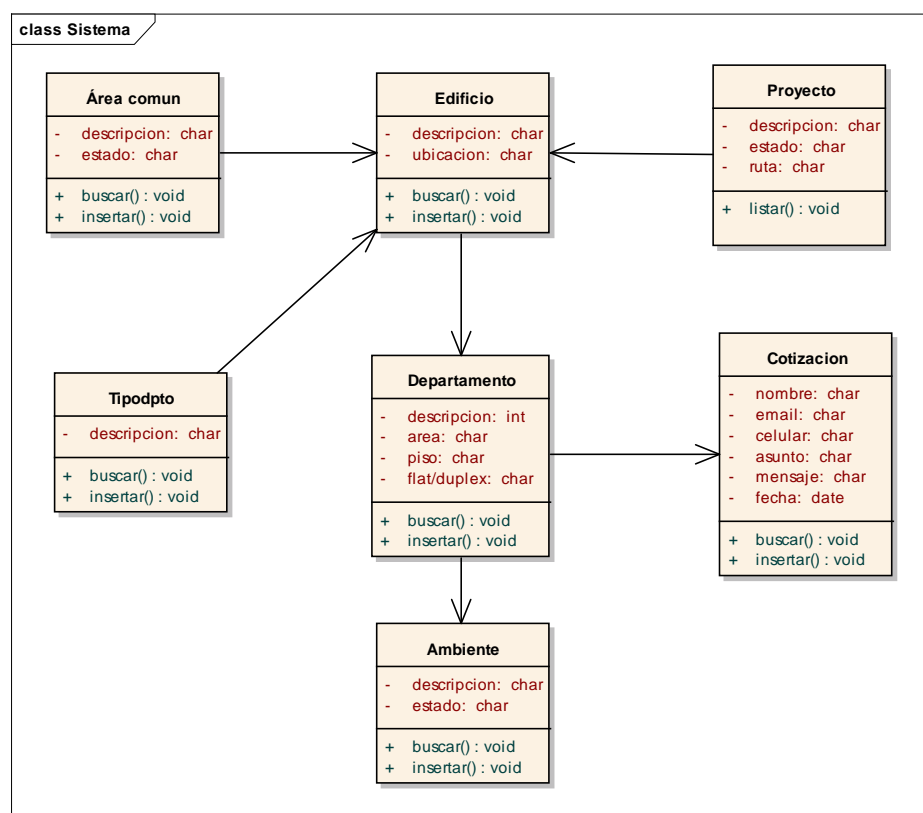 class Sistema
Área comun
- descripcion: char
- estado: char
+ buscar() : void
+ insertar() : void
Edificio
- descripcion: char
- ubicacion: char
+ buscar() : void
+ insertar() : void
Proyecto
- descripcion: char
- estado: char
- ruta: char
+ listar() : void
Tipodpto
- descripcion: char
+ buscar() : void
+ insertar() : void
Departamento
- descripcion: int
- area: char
- piso: char
- flat/duplex: char
+ buscar() : void
+ insertar() : void
Cotizacion
- nombre: char
- email: char
- celular: char
- asunto: char
- mensaje: char
- fecha: date
+ buscar() : void
+ insertar() : void
Ambiente
- descripcion: char
- estado: char
+ buscar() : void
+ insertar() : void